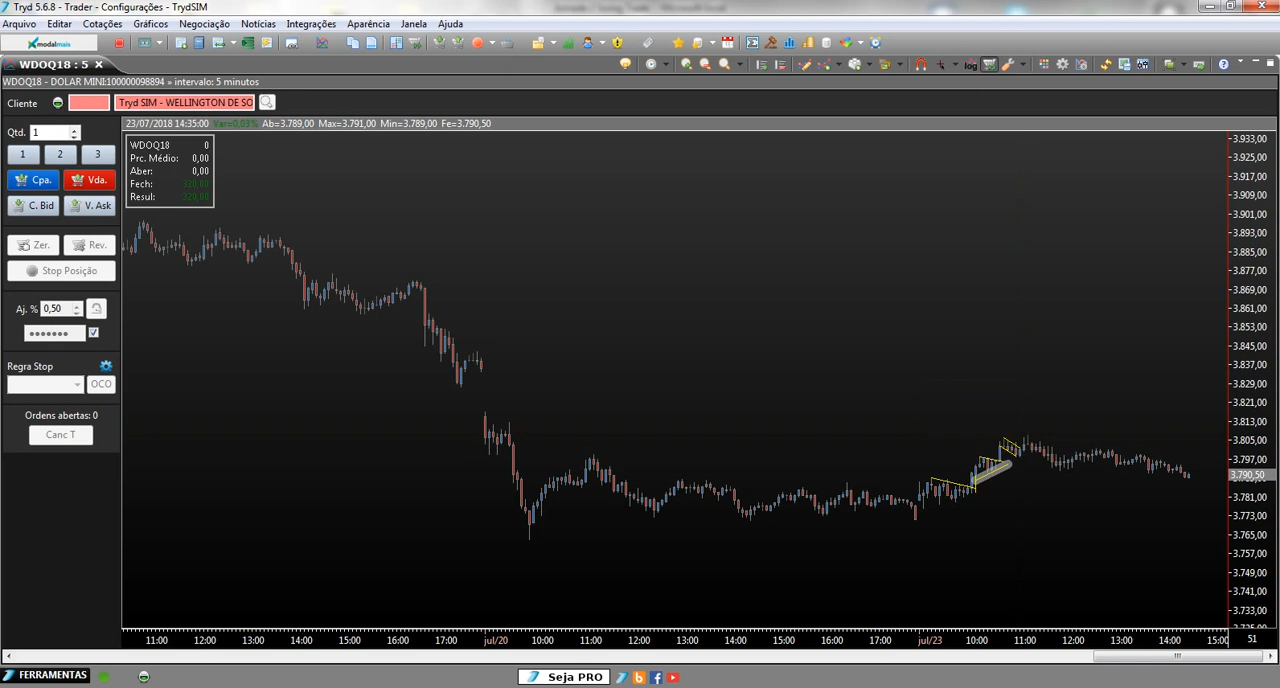 Tryd 5.6.8 - Trader - Configurações - TrydSIM
Arquivo Editar Cotações Gráficos Negociação Notícias Integrações Aparência Janela Ajuda
modalmais
WDOQ18 : 5
WDOQ18 - DOLAR MINI:100000098894 » intervalo: 5 minutos
Cliente Tryd SIM - WELLINGTON DE SO
23/07/2018 14:35:00 Var=0,03% Ab=3.789,00 Max=3.791,00 Min=3.789,00 Fe=3.790,50
Qtd. 1
1 2 3
Cpa. Vda.
C. Bid V. Ask
Zer. Rev.
Stop Posição
Aj. % 0,50
Regra Stop
OCO
Ordens abertas: 0
Canc T
WDOQ18 0
Prc. Médio: 0,00
Aber: 0,00
Fech: 320,00
Resul: 320,00
log
3.933,00
3.925,00
3.917,00
3.909,00
3.901,00
3.893,00
3.885,00
3.877,00
3.869,00
3.861,00
3.853,00
3.845,00
3.837,00
3.829,00
3.821,00
3.813,00
3.805,00
3.797,00
3.790,50
3.781,00
3.773,00
3.765,00
3.757,00
3.749,00
3.741,00
3.733,00
11:00 12:00 13:00 14:00 15:00 16:00 17:00 jul/20 10:00 11:00 12:00 13:00 14:00 15:00 16:00 17:00 jul/23 10:00 11:00 12:00 13:00 14:00 15:00 51
FERRAMENTAS
Seja PRO